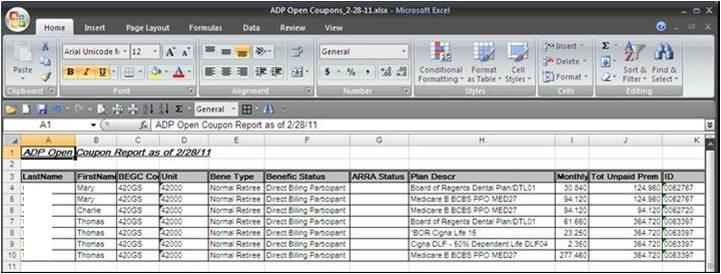 ADP Open Coupons_2-28-11.xlsx - Microsoft Excel
Home Insert Page Layout Formulas Data Review View
Paste
Arial Unicode M 12 A A
General
B I U
$ % ,
Conditional Formatting Format as Table Cell Styles
Insert
Delete
Format
Σ
Sort & Filter Find & Select
Clipboard Font Alignment Number Styles Cells Editing
Σ General
A1 fx ADP Open Coupon Report as of 2/28/11
A B C D E F G H I J K
1 ADP Open Coupon Report as of 2/28/11
2
3 LastName FirstName BEGC Co Unit Bene Type Benefic Status ARRA Status Plan Descr Monthly Tot Unpaid Prem ID
4 Mary 420GS 42000 Normal Retiree Direct Billing Participant Board of Regents Dental Plan/DTL01 30.840 124.960 0062767
5 Mary 420GS 42000 Normal Retiree Direct Billing Participant Medicare B BCBS PPO MED27 94.120 124.960 0062767
6 Charlie 420GS 42000 Normal Retiree Direct Billing Participant Medicare B BCBS PPO MED27 94.120 94.120 0062720
7 Thomas 420GS 42000 Normal Retiree Direct Billing Participant Board of Regents Dental Plan/DTL01 61.660 364.720 0063397
8 Thomas 420GS 42000 Normal Retiree Direct Billing Participant *BOR Cigna Life 15 23.250 364.720 0063397
9 Thomas 420GS 42000 Normal Retiree Direct Billing Participant Cigna DLF - 50% Dependent Life DLF04 2.350 364.720 0063397
10 Thomas 420GS 42000 Normal Retiree Direct Billing Participant Medicare B BCBS PPO MED27 277.460 364.720 0063397
11